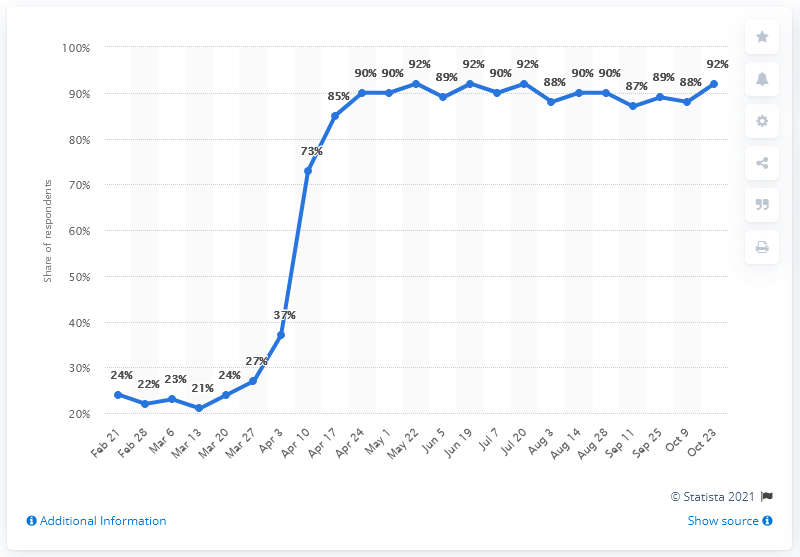 100%
90%
80%
70%
60%
50%
40%
30%
20%
Share of respondents
24%
22%
23%
21%
24%
27%
37%
73%
85%
90%
90%
92%
89%
92%
90%
92%
88%
90%
90%
87%
89%
88%
92%
Feb 21
Feb 28
Mar 6
Mar 13
Mar 20
Mar 27
Apr 3
Apr 10
Apr 17
Apr 24
May 1
May 22
Jun 5
Jun 19
Jul 7
Jul 20
Aug 3
Aug 14
Aug 28
Sep 11
Sep 25
Oct 9
Oct 23
© Statista 2021
Additional Information
Show source